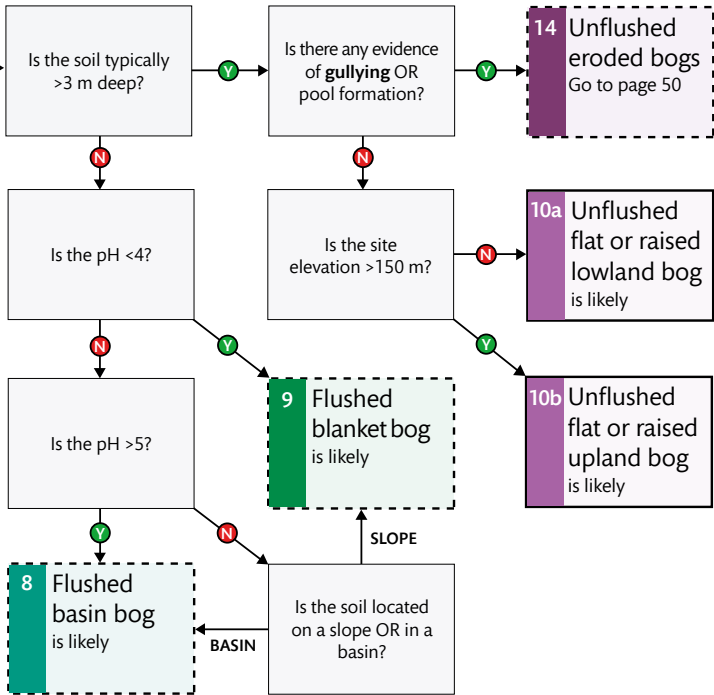 Is the soil typically
>3 m deep?
Y
Is there any evidence
of gullying OR
pool formation?
Y
14
Unflushed
eroded bogs
Go to page 50
N
N
Is the pH <4?
Is the site
elevation >150 m?
N
10a
Unflushed
flat or raised
lowland bog
is likely
N
Y
Y
Is the pH >5?
9
Flushed
blanket bog
is likely
10b
Unflushed
flat or raised
upland bog
is likely
Y
N
SLOPE
8
Flushed
basin bog
is likely
BASIN
Is the soil located
on a slope OR in a
basin?